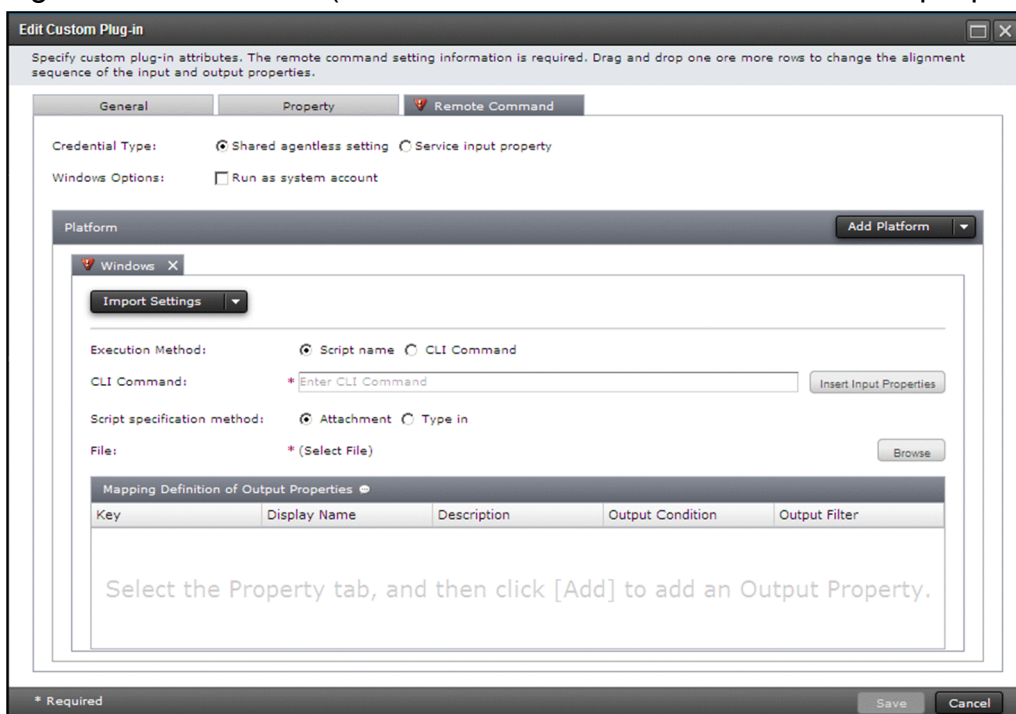 Edit Custom Plug-in
Specify custom plug-in attributes. The remote command setting information is required. Drag and drop one ore more rows to change the alignment
sequence of the input and output properties.
General Property Remote Command
Credential Type: Shared agentless setting Service input property
Windows Options: Run as system account
Platform Add Platform
Windows X
Import Settings
Execution Method: Script name CLI Command
CLI Command: * Enter CLI Command Insert Input Properties
Script specification method: Attachment Type in
File: * (Select File) Browse
Mapping Definition of Output Properties
Key Display Name Description Output Condition Output Filter
Select the Property tab, and then click [Add] to add an Output Property.
* Required Save Cancel